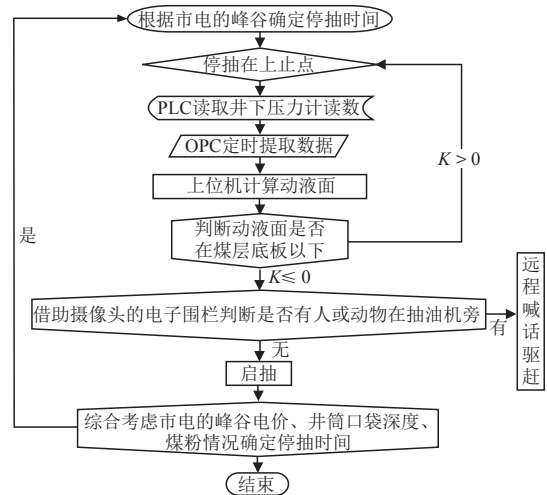 根据市电的峰谷确定停抽时间
停抽在上止点
PLC读取井下压力计读数
OPC定时提取数据
K > 0
上位机计算动液面
是
判断动液面是否
在煤层底板以下
K≤ 0
借助摄像头的电子围栏判断是否有人或动物在抽油机旁
有
远程喊话驱赶
无
启抽
综合考虑市电的峰谷电价、井筒口袋深度、
煤粉情况确定停抽时间
结束